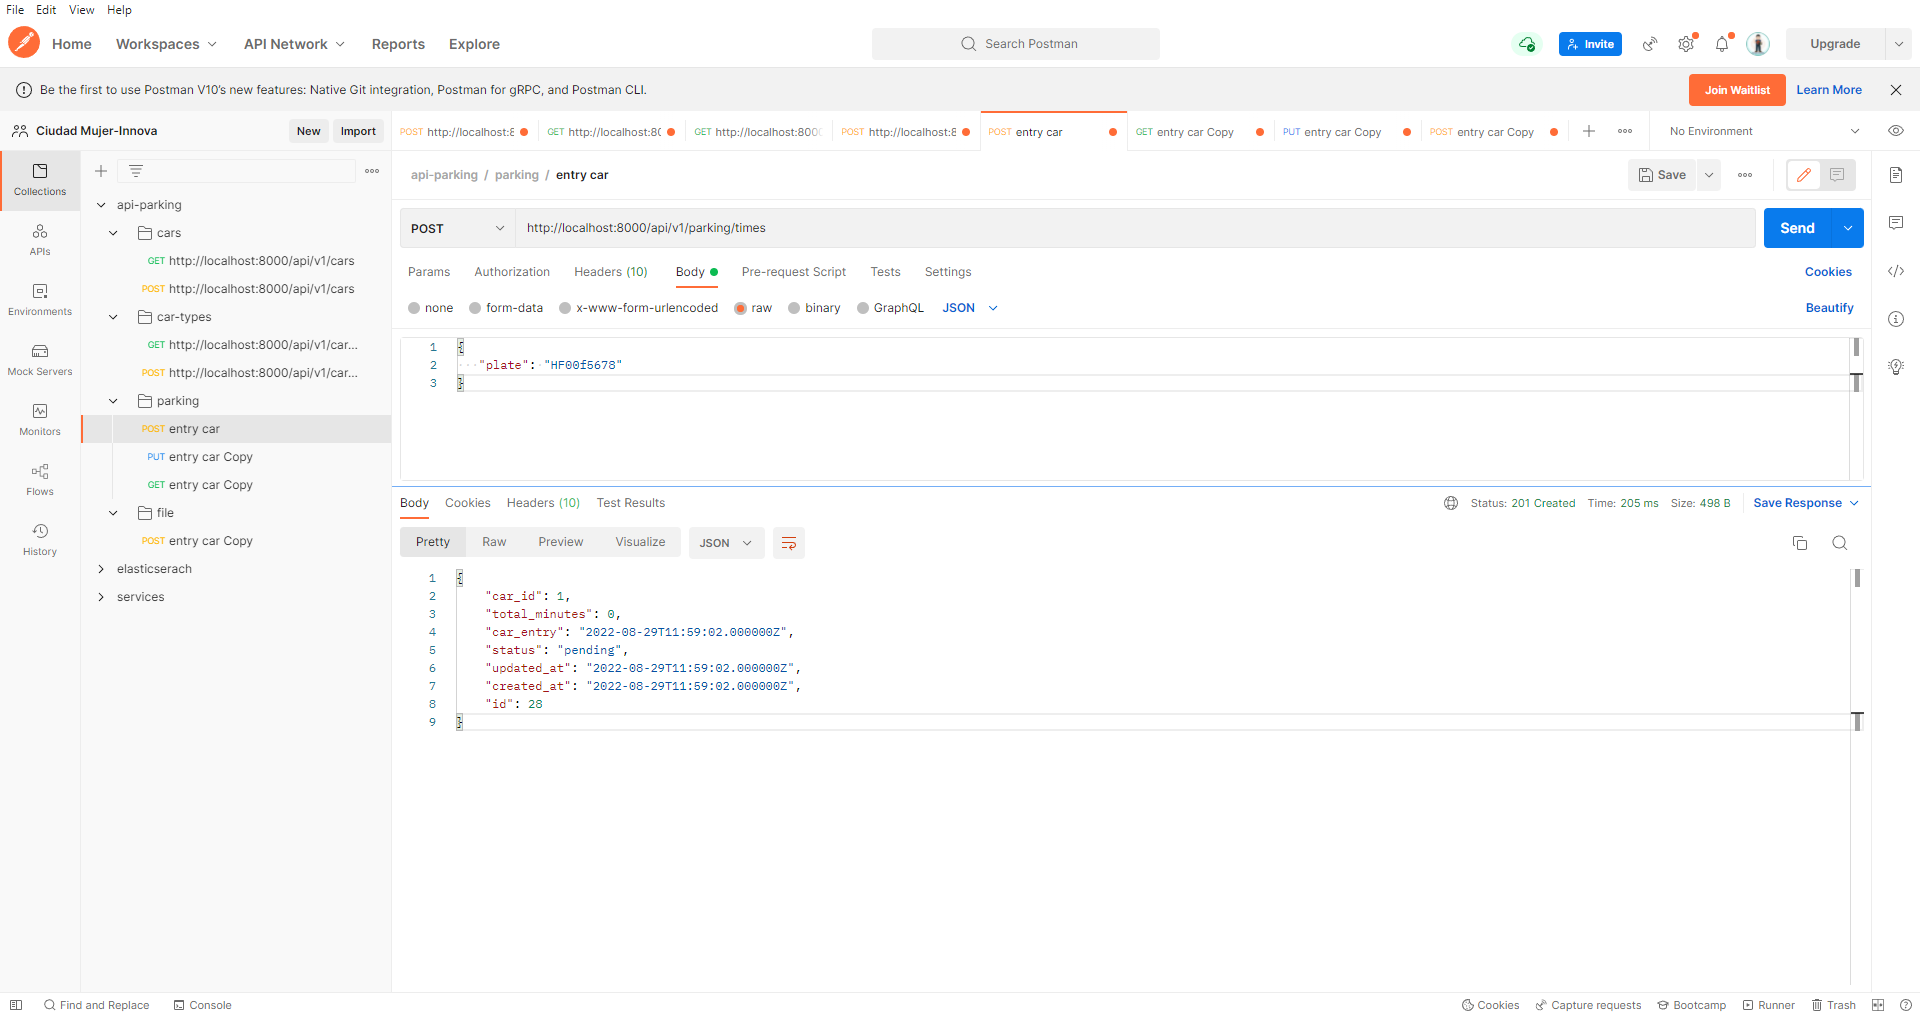 File Edit View Help
Home Workspaces API Network Reports Explore Search Postman Invite Upgrade
Be the first to use Postman V10's new features: Native Git integration, Postman for gRPC, and Postman CLI. Join Waitlist Learn More
Ciudad Mujer-Innova New Import
POST http://localhost:8 GET http://localhost:80 GET http://localhost:800 POST http://localhost:8 POST entry car GET entry car Copy PUT entry car Copy POST entry car Copy No Environment
Collections
APIs
Environments
Mock Servers
Monitors
Flows
History
api-parking
cars
GET http://localhost:8000/api/v1/cars
POST http://localhost:8000/api/v1/cars
car-types
GET http://localhost:8000/api/v1/car...
POST http://localhost:8000/api/v1/car...
parking
POST entry car
PUT entry car Copy
GET entry car Copy
file
POST entry car Copy
elasticserach
services
api-parking / parking / entry car Save
POST http://localhost:8000/api/v1/parking/times Send
Params Authorization Headers (10) Body Pre-request Script Tests Settings Cookies
none form-data x-www-form-urlencoded raw binary GraphQL JSON Beautify
1 {
2 "plate": "HF00f5678"
3 }
Body Cookies Headers (10) Test Results Status: 201 Created Time: 205 ms Size: 498 B Save Response
Pretty Raw Preview Visualize JSON
1 {
2 "car_id": 1,
3 "total_minutes": 0,
4 "car_entry": "2022-08-29T11:59:02.000000Z",
5 "status": "pending",
6 "updated_at": "2022-08-29T11:59:02.000000Z",
7 "created_at": "2022-08-29T11:59:02.000000Z",
8 "id": 28
9 }
Find and Replace Console Cookies Capture requests Bootcamp Runner Trash